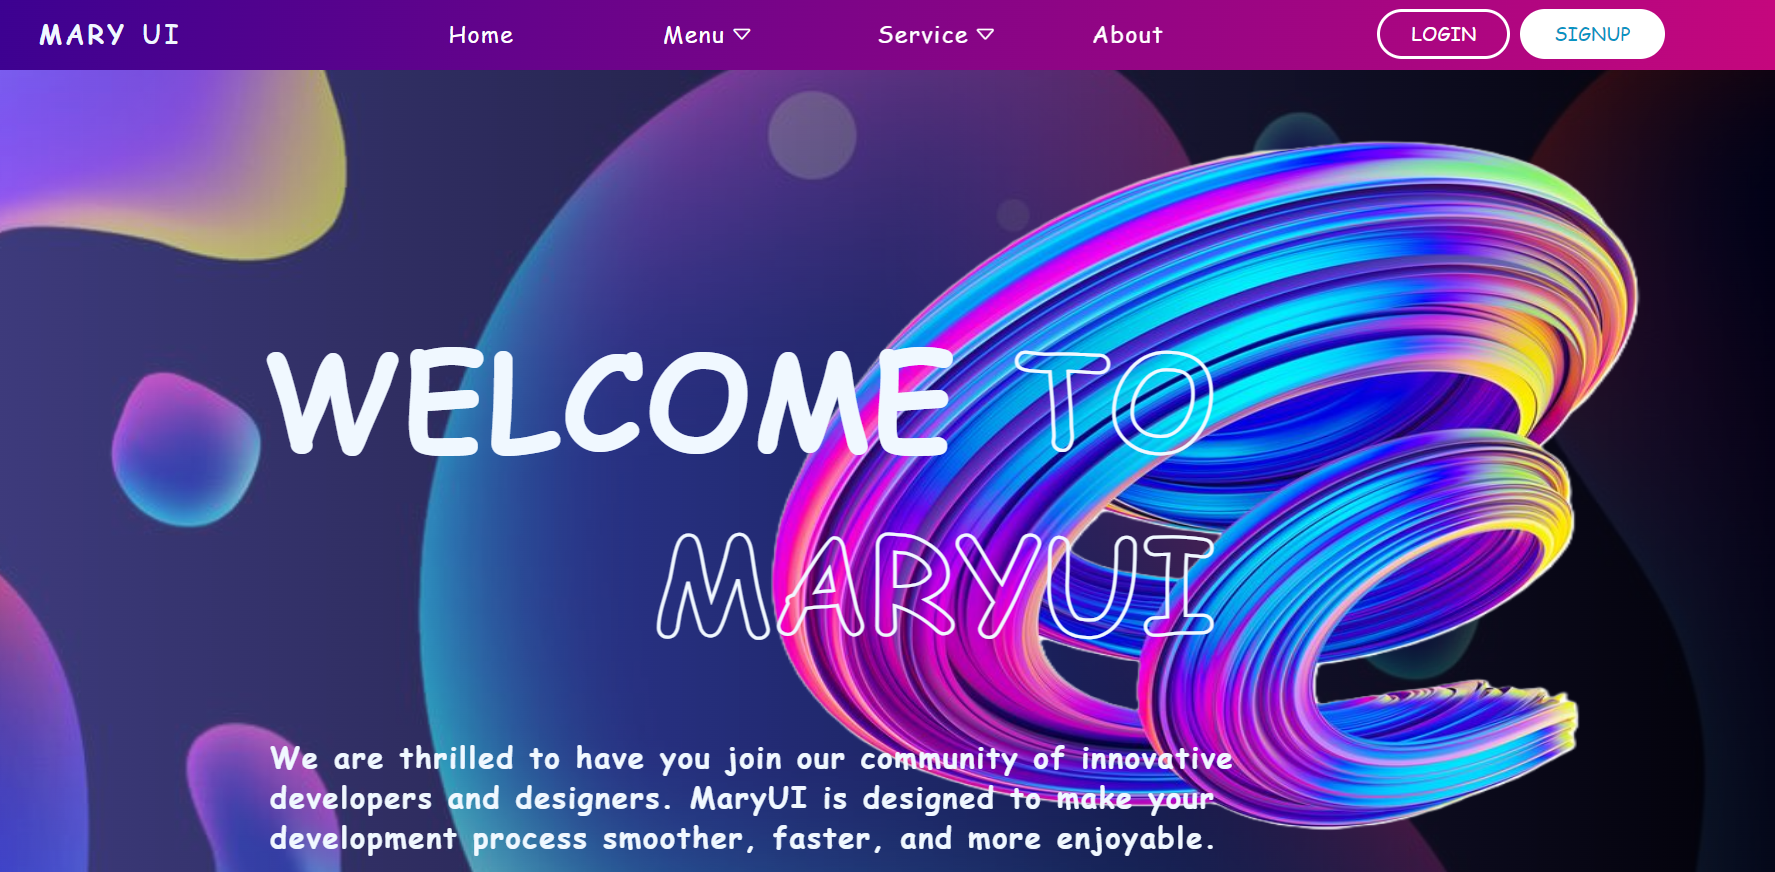 MARY UI
Home
Menu
Service
About
LOGIN
SIGNUP
WELCOME TO
MARYUI
We are thrilled to have you join our community of innovative
developers and designers. MaryUI is designed to make your
development process smoother, faster, and more enjoyable.